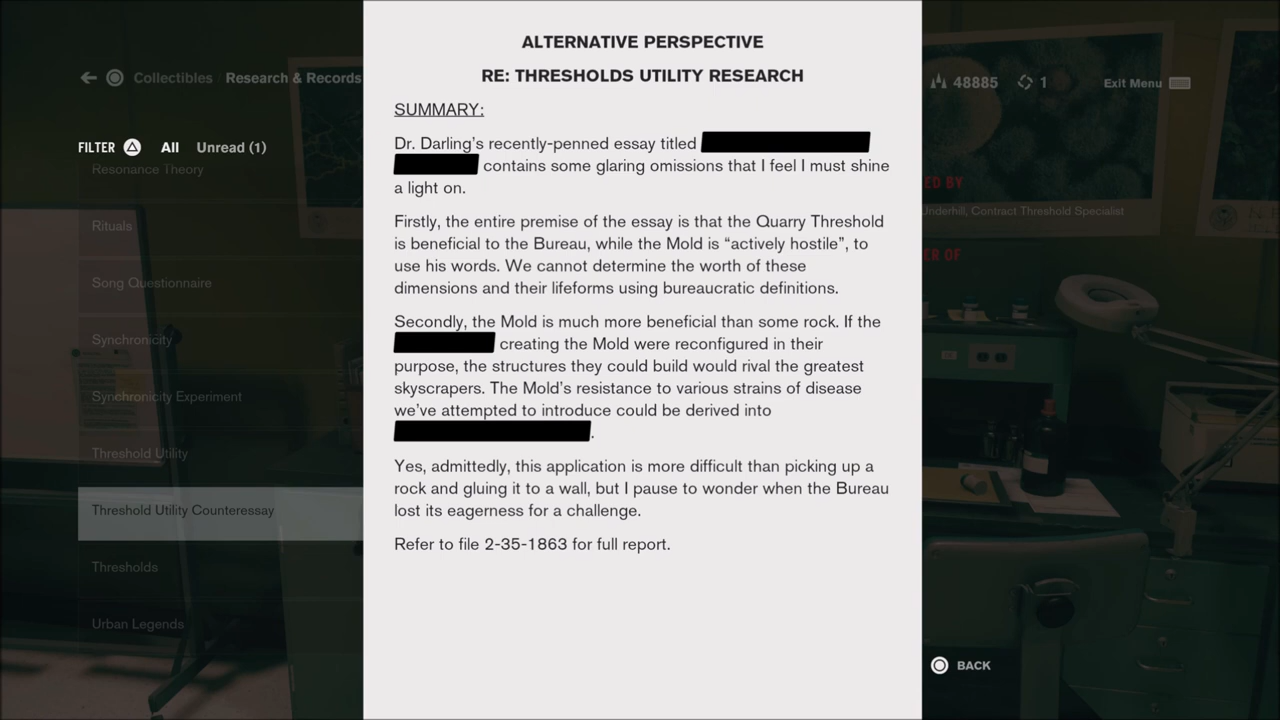 ALTERNATIVE PERSPECTIVE
RE: THRESHOLDS UTILITY RESEARCH
Collectibles / Research & Records
48885
1
Exit Menu
FILTER
All
Unread (1)
Resonance Theory
Rituals
Song Questionnaire
Synchronicity
Synchronicity Experiment
Threshold Utility
Threshold Utility Counteressay
Thresholds
Urban Legends
SUMMARY:
Dr. Darling's recently-penned essay titled
contains some glaring omissions that I feel I must shine
a light on.
Firstly, the entire premise of the essay is that the Quarry Threshold
is beneficial to the Bureau, while the Mold is “actively hostile”, to
use his words. We cannot determine the worth of these
dimensions and their lifeforms using bureaucratic definitions.
Secondly, the Mold is much more beneficial than some rock. If the
creating the Mold were reconfigured in their
purpose, the structures they could build would rival the greatest
skyscrapers. The Mold's resistance to various strains of disease
we've attempted to introduce could be derived into
.
Yes, admittedly, this application is more difficult than picking up a
rock and gluing it to a wall, but I pause to wonder when the Bureau
lost its eagerness for a challenge.
Refer to file 2-35-1863 for full report.
ED BY
Underhill, Contract Threshold Specialist
ER OF
BACK